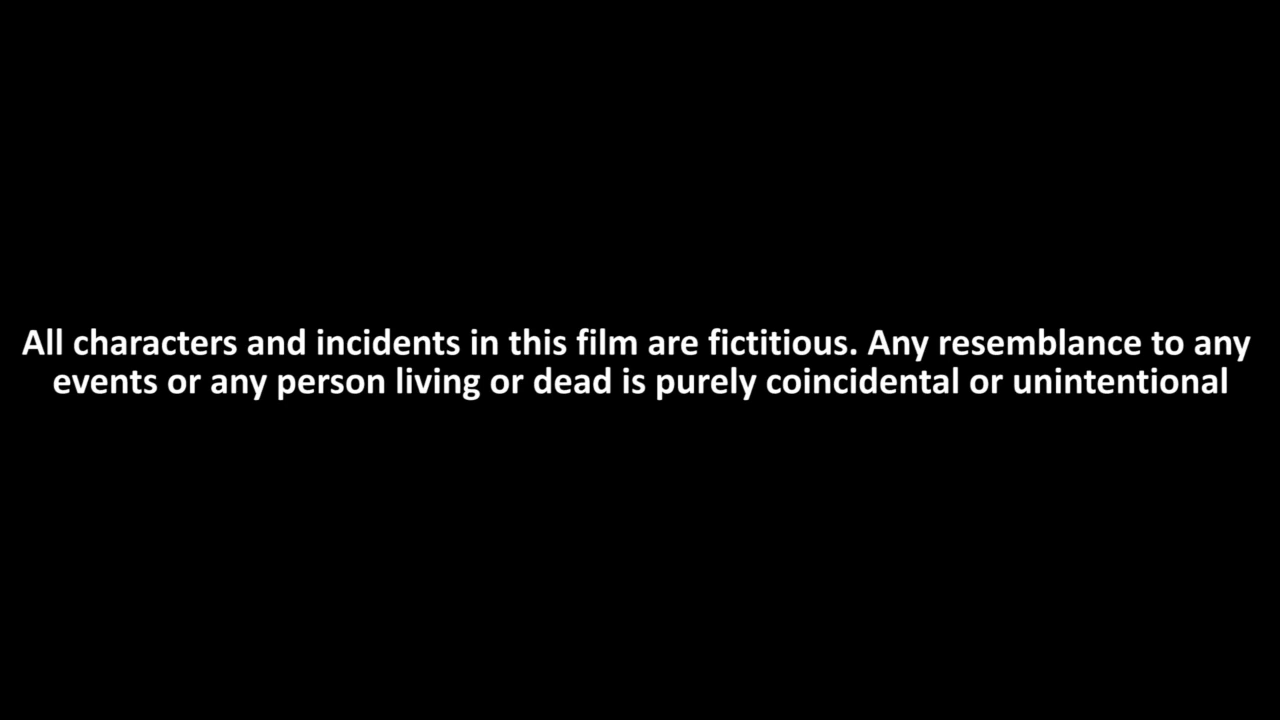 All characters and incidents in this film are fictitious. Any resemblance to any
events or any person living or dead is purely coincidental or unintentional